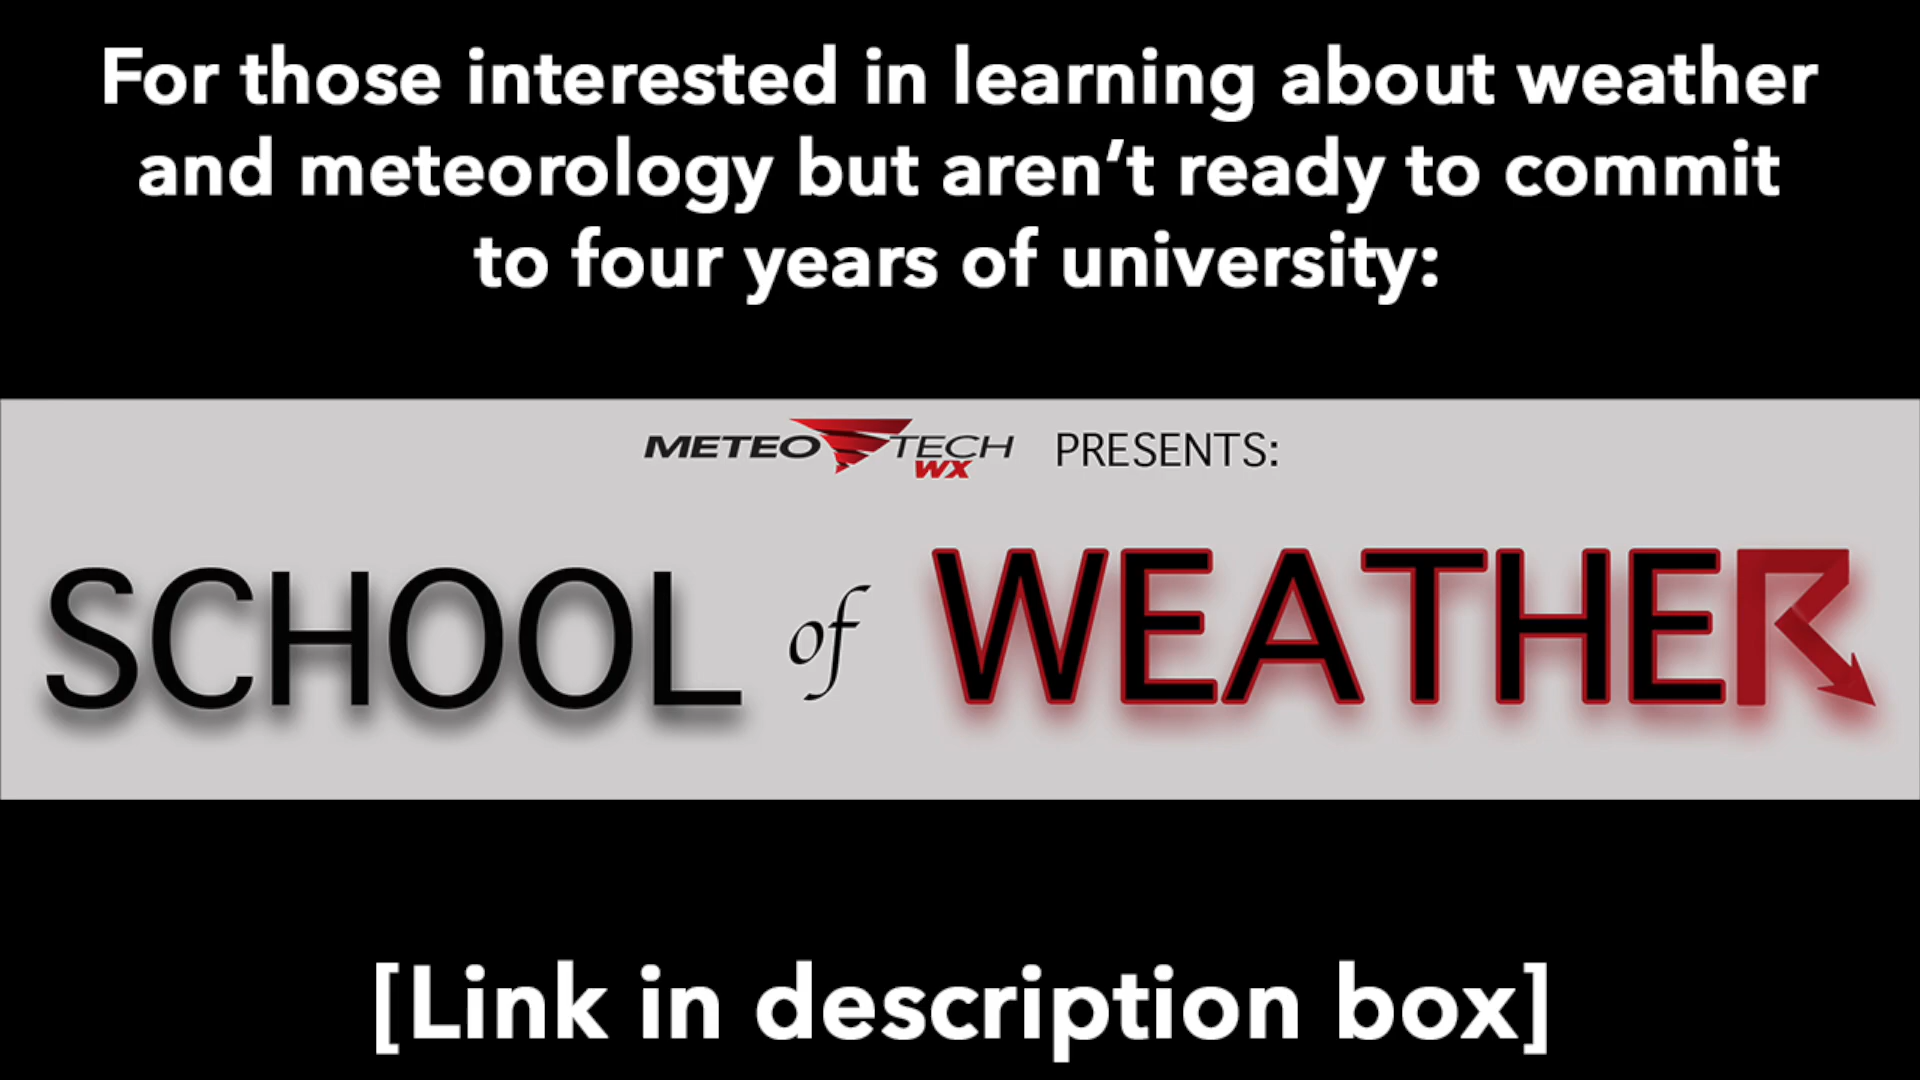 For those interested in learning about weather
and meteorology but aren’t ready to commit
to four years of university:
METEO TECH WX PRESENTS:
SCHOOL of WEATHER
[Link in description box]